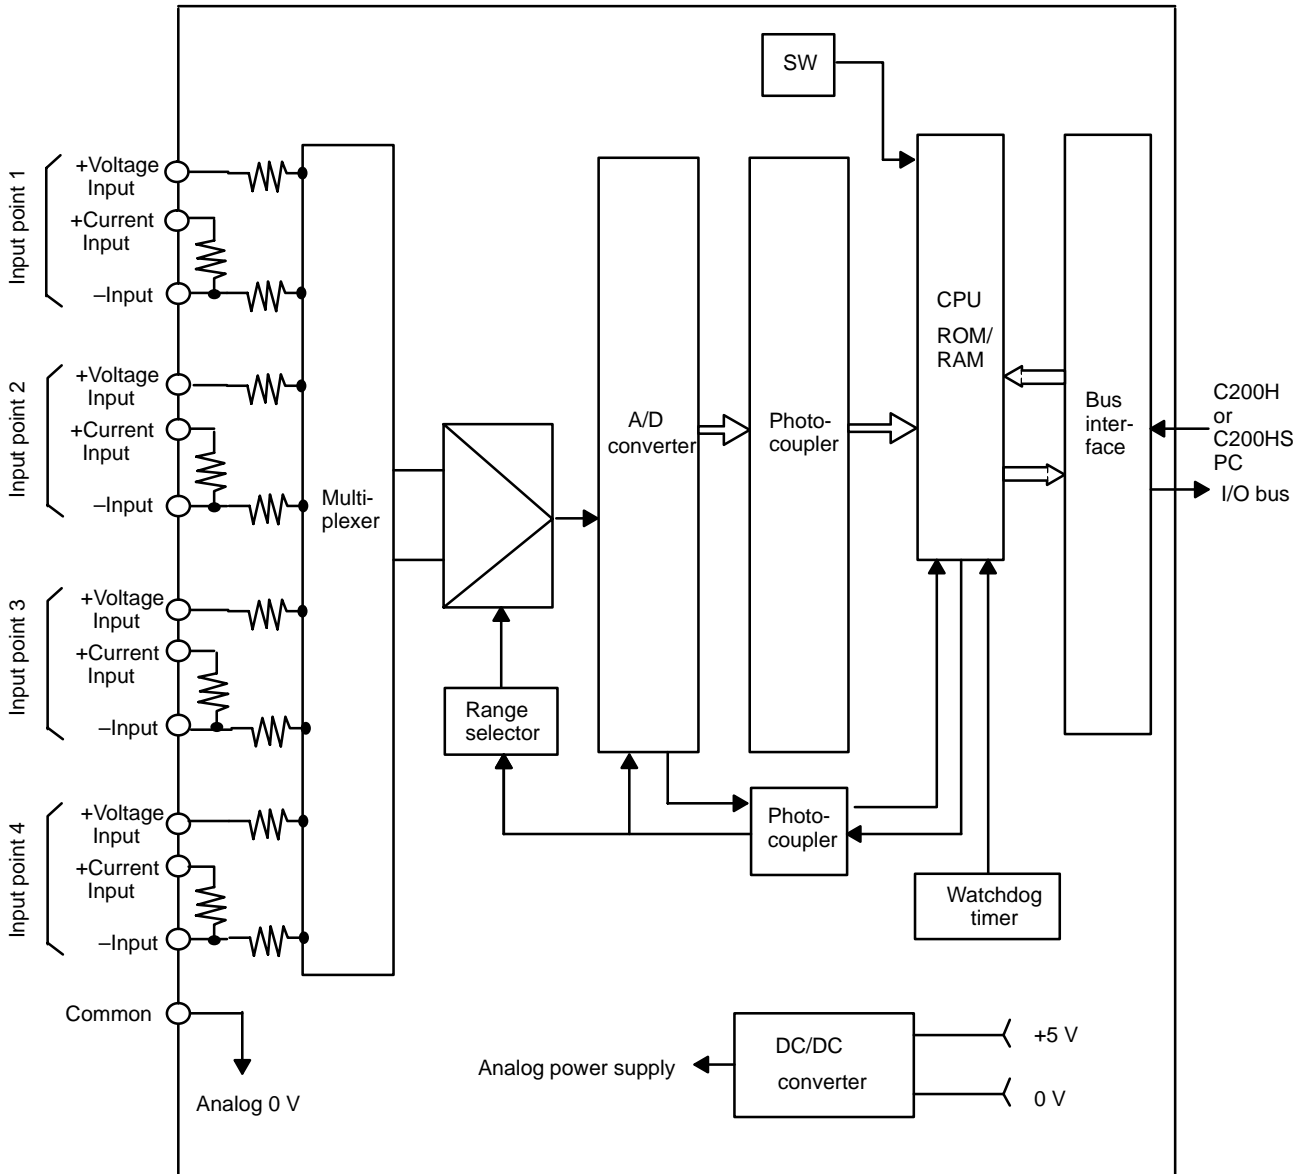 SW
Input point 1
+Voltage
Input
+Current
Input
–Input
Input point 2
+Voltage
Input
+Current
Input
–Input
Input point 3
+Voltage
Input
+Current
Input
–Input
Input point 4
+Voltage
Input
+Current
Input
–Input
Common
Analog 0 V
Multi-
plexer
Range
selector
A/D
converter
Photo-
coupler
Photo-
coupler
CPU
ROM/
RAM
Watchdog
timer
Bus
inter-
face
C200H
or
C200HS
PC
I/O bus
Analog power supply
DC/DC
converter
+5 V
0 V